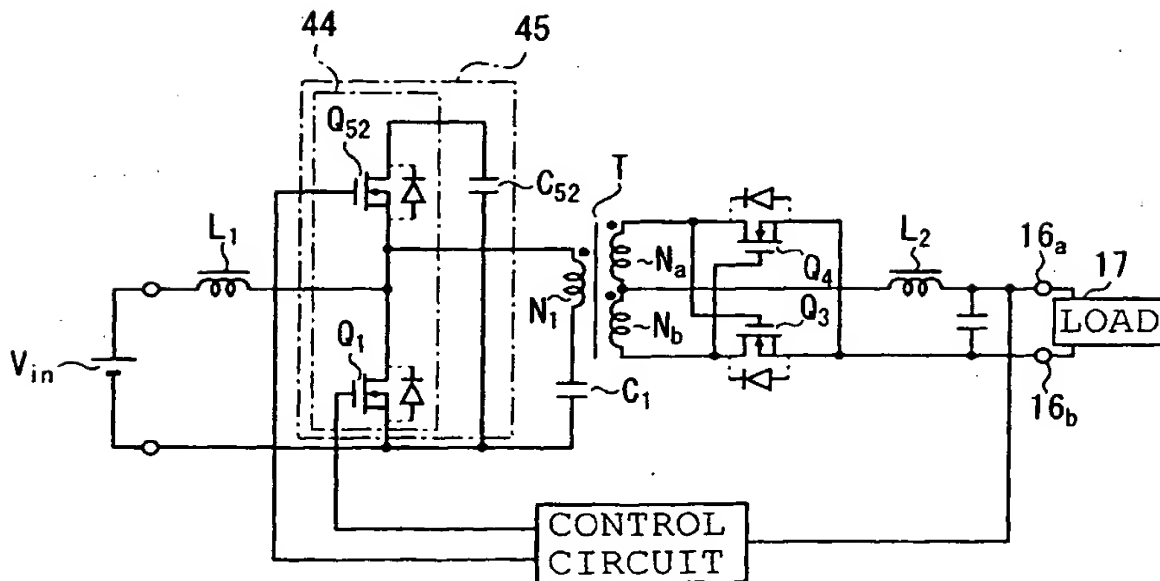 44
45
Q52
C52
T
L1
Na
Q4
L2
16a
17
N1
Nb
Q3
LOAD
Q1
Vin
C1
16b
CONTROL
CIRCUIT